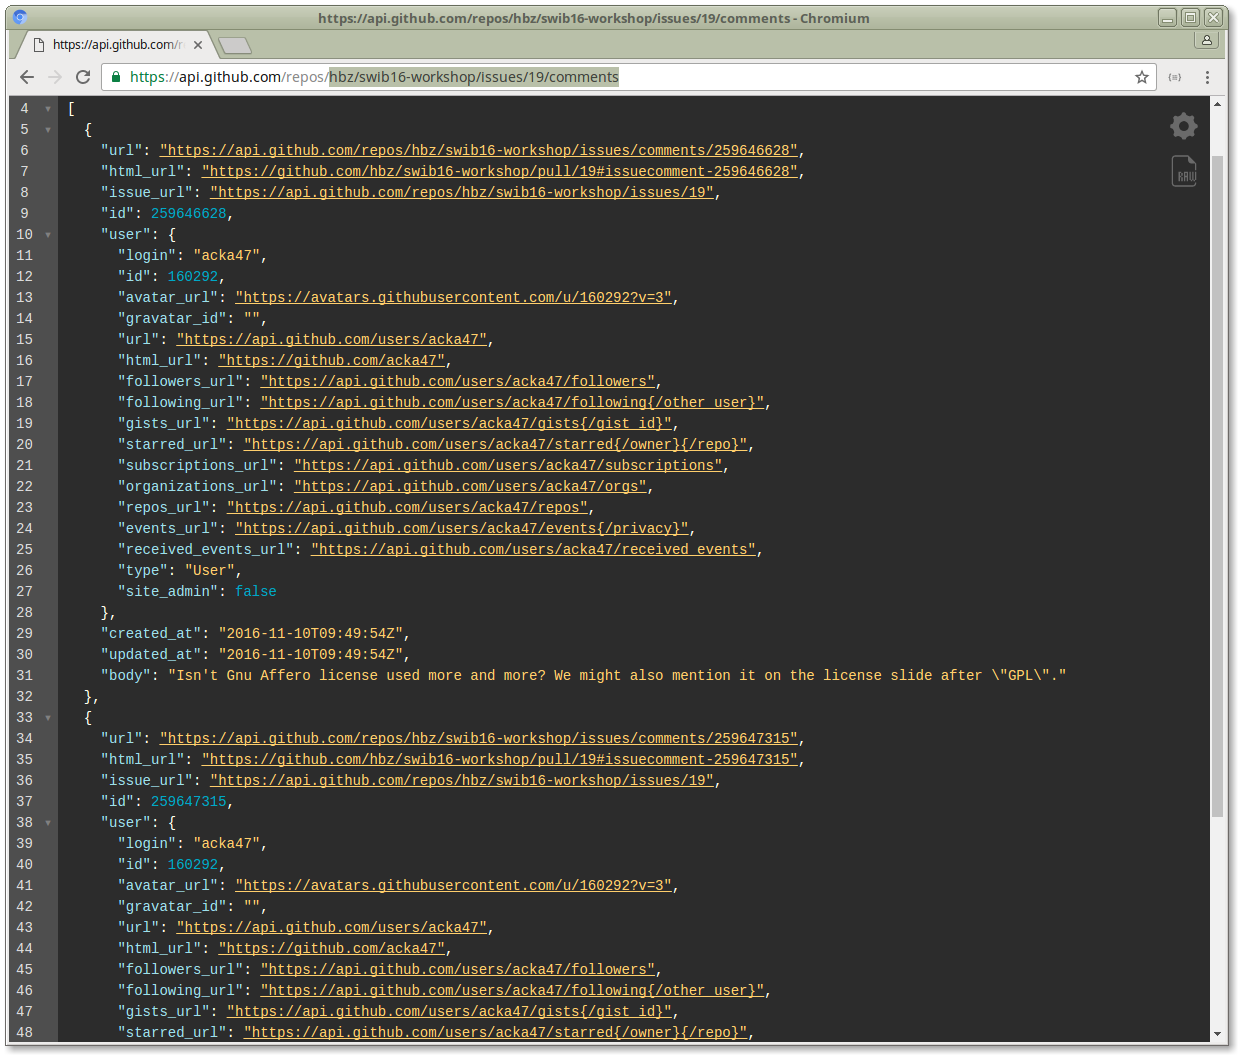 https://api.github.com/repos/hbz/swib16-workshop/issues/19/comments - Chromium
https://api.github.com/r
https://api.github.com/repos/hbz/swib16-workshop/issues/19/comments
4 [
5 {
6 "url": "https://api.github.com/repos/hbz/swib16-workshop/issues/comments/259646628",
7 "html_url": "https://github.com/hbz/swib16-workshop/pull/19#issuecomment-259646628",
8 "issue_url": "https://api.github.com/repos/hbz/swib16-workshop/issues/19",
9 "id": 259646628,
10 "user": {
11 "login": "acka47",
12 "id": 160292,
13 "avatar_url": "https://avatars.githubusercontent.com/u/160292?v=3",
14 "gravatar_id": "",
15 "url": "https://api.github.com/users/acka47",
16 "html_url": "https://github.com/acka47",
17 "followers_url": "https://api.github.com/users/acka47/followers",
18 "following_url": "https://api.github.com/users/acka47/following{/other_user}",
19 "gists_url": "https://api.github.com/users/acka47/gists{/gist_id}",
20 "starred_url": "https://api.github.com/users/acka47/starred{/owner}{/repo}",
21 "subscriptions_url": "https://api.github.com/users/acka47/subscriptions",
22 "organizations_url": "https://api.github.com/users/acka47/orgs",
23 "repos_url": "https://api.github.com/users/acka47/repos",
24 "events_url": "https://api.github.com/users/acka47/events{/privacy}",
25 "received_events_url": "https://api.github.com/users/acka47/received_events",
26 "type": "User",
27 "site_admin": false
28 },
29 "created_at": "2016-11-10T09:49:54Z",
30 "updated_at": "2016-11-10T09:49:54Z",
31 "body": "Isn't Gnu Affero license used more and more? We might also mention it on the license slide after \"GPL\"."
32 },
33 {
34 "url": "https://api.github.com/repos/hbz/swib16-workshop/issues/comments/259647315",
35 "html_url": "https://github.com/hbz/swib16-workshop/pull/19#issuecomment-259647315",
36 "issue_url": "https://api.github.com/repos/hbz/swib16-workshop/issues/19",
37 "id": 259647315,
38 "user": {
39 "login": "acka47",
40 "id": 160292,
41 "avatar_url": "https://avatars.githubusercontent.com/u/160292?v=3",
42 "gravatar_id": "",
43 "url": "https://api.github.com/users/acka47",
44 "html_url": "https://github.com/acka47",
45 "followers_url": "https://api.github.com/users/acka47/followers",
46 "following_url": "https://api.github.com/users/acka47/following{/other_user}",
47 "gists_url": "https://api.github.com/users/acka47/gists{/gist_id}",
48 "starred_url": "https://api.github.com/users/acka47/starred{/owner}{/repo}",
RAW